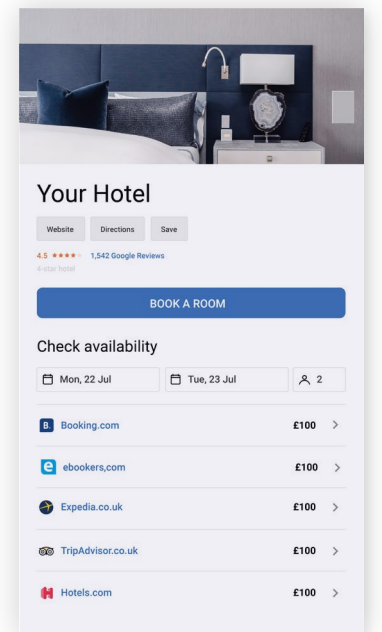 Your Hotel
Website Directions Save
4.5 1,542 Google Reviews
4-star hotel
BOOK A ROOM
Check availability
Mon, 22 Jul Tue, 23 Jul 2
B. Booking.com £100
e ebookers,com £100
Expedia.co.uk £100
TripAdvisor.co.uk £100
H Hotels.com £100